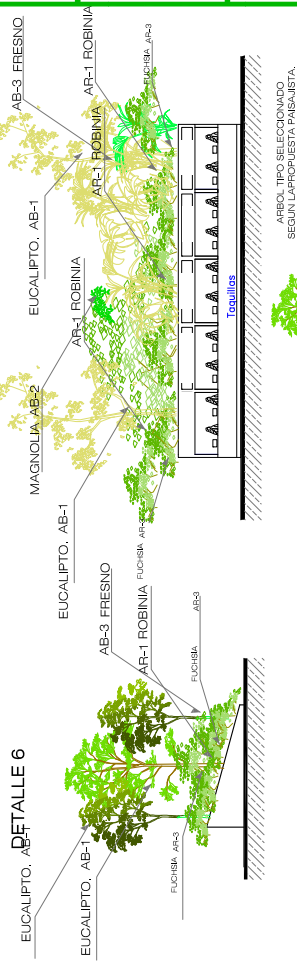 DETALLE 6
EUCALIPTO. AB-1
EUCALIPTO. AB-1
FUCHSIA AR-3
AB-3 FRESNO
AR-1 ROBINIA
FUCHSIA AR-3
EUCALIPTO. AB-1
MAGNOLIA AB-2
FUCHSIA AR-3
AR-1 ROBINIA
EUCALIPTO. AB-1
AB-3 FRESNO
AR-1 ROBINIA
AR-1 ROBINIA
FUCHSIA AR-3
Taquillas
ARBOL TIPO SELECCIONADO
SEGUN LAPROPUESTA PAISAJISTA.